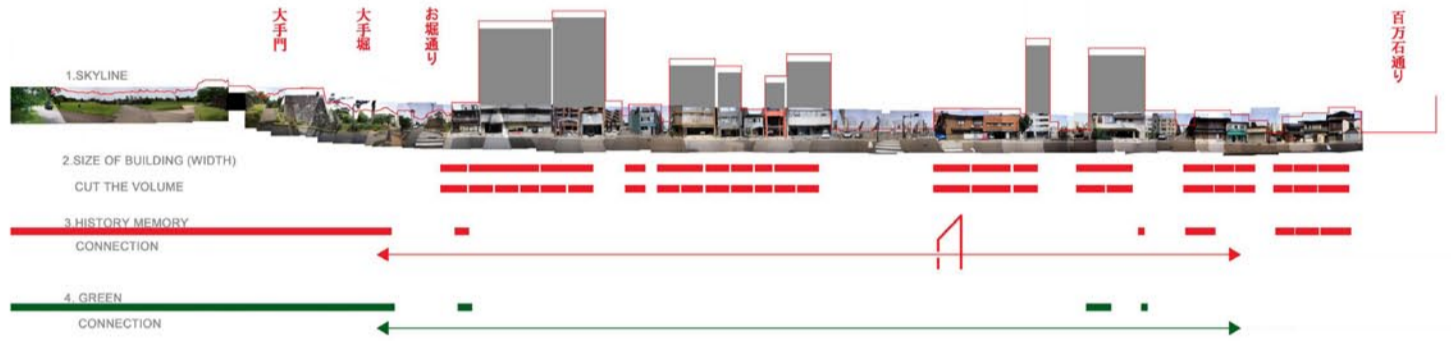 大手門
大手堀
お堀通り
百万石通り
1.SKYLINE
2.SIZE OF BUILDING (WIDTH)
CUT THE VOLUME
3.HISTORY MEMORY
CONNECTION
4. GREEN
CONNECTION